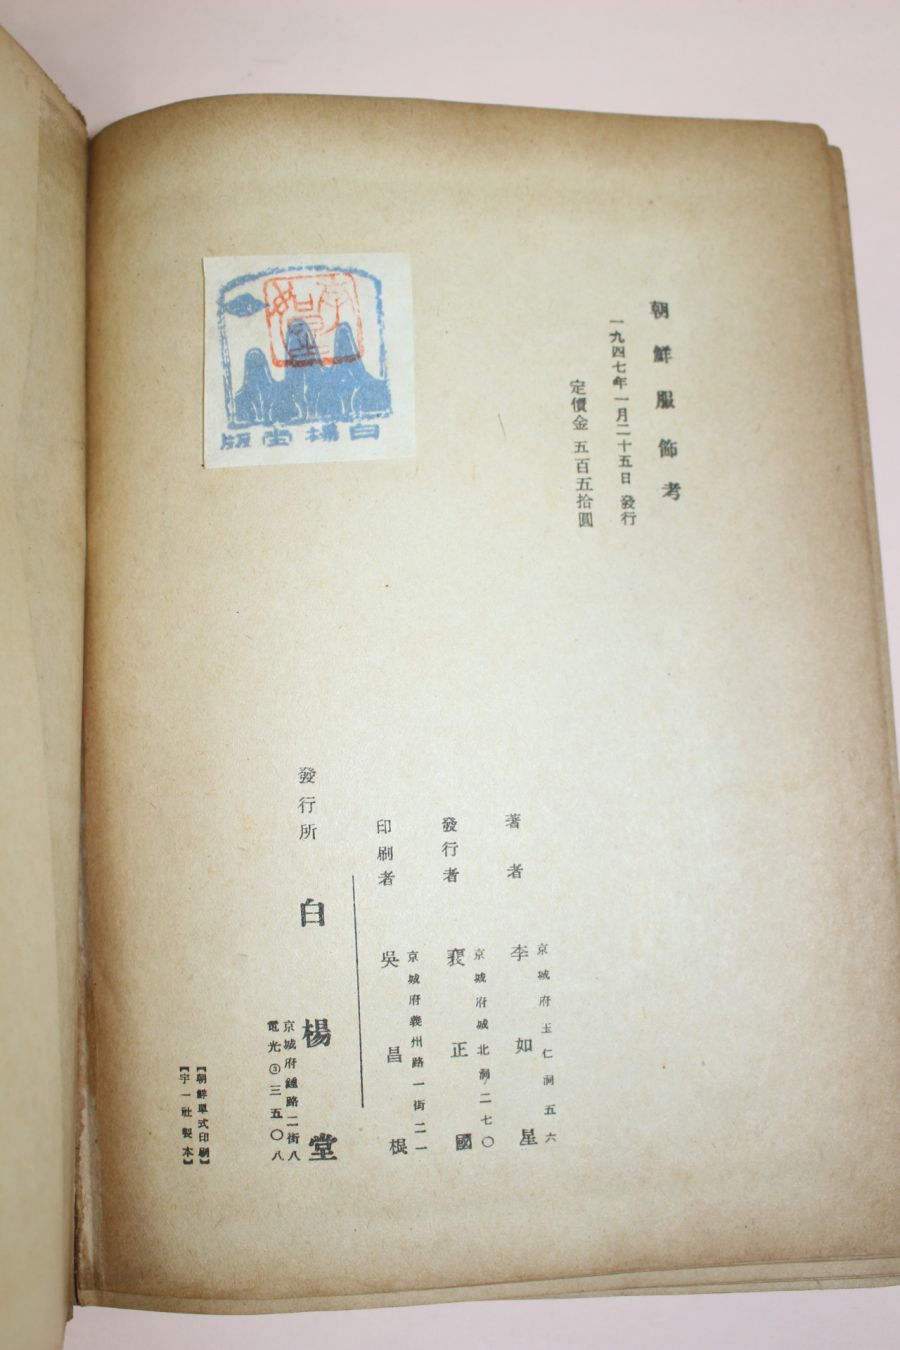 朝鮮服飾考
一九四七年一月二十五日 發行
定價金 五百五拾圓
著者 李如星
京城府玉仁洞五六
發行者 裵正國
京城府城北洞二七〇
印刷者 吳昌根
京城府義州路一街二一
發行所 白楊堂
京城府鍾路二街八
電光③三五〇八
【朝鮮單式印刷】
【宇一社製本】
李如星
白楊堂版